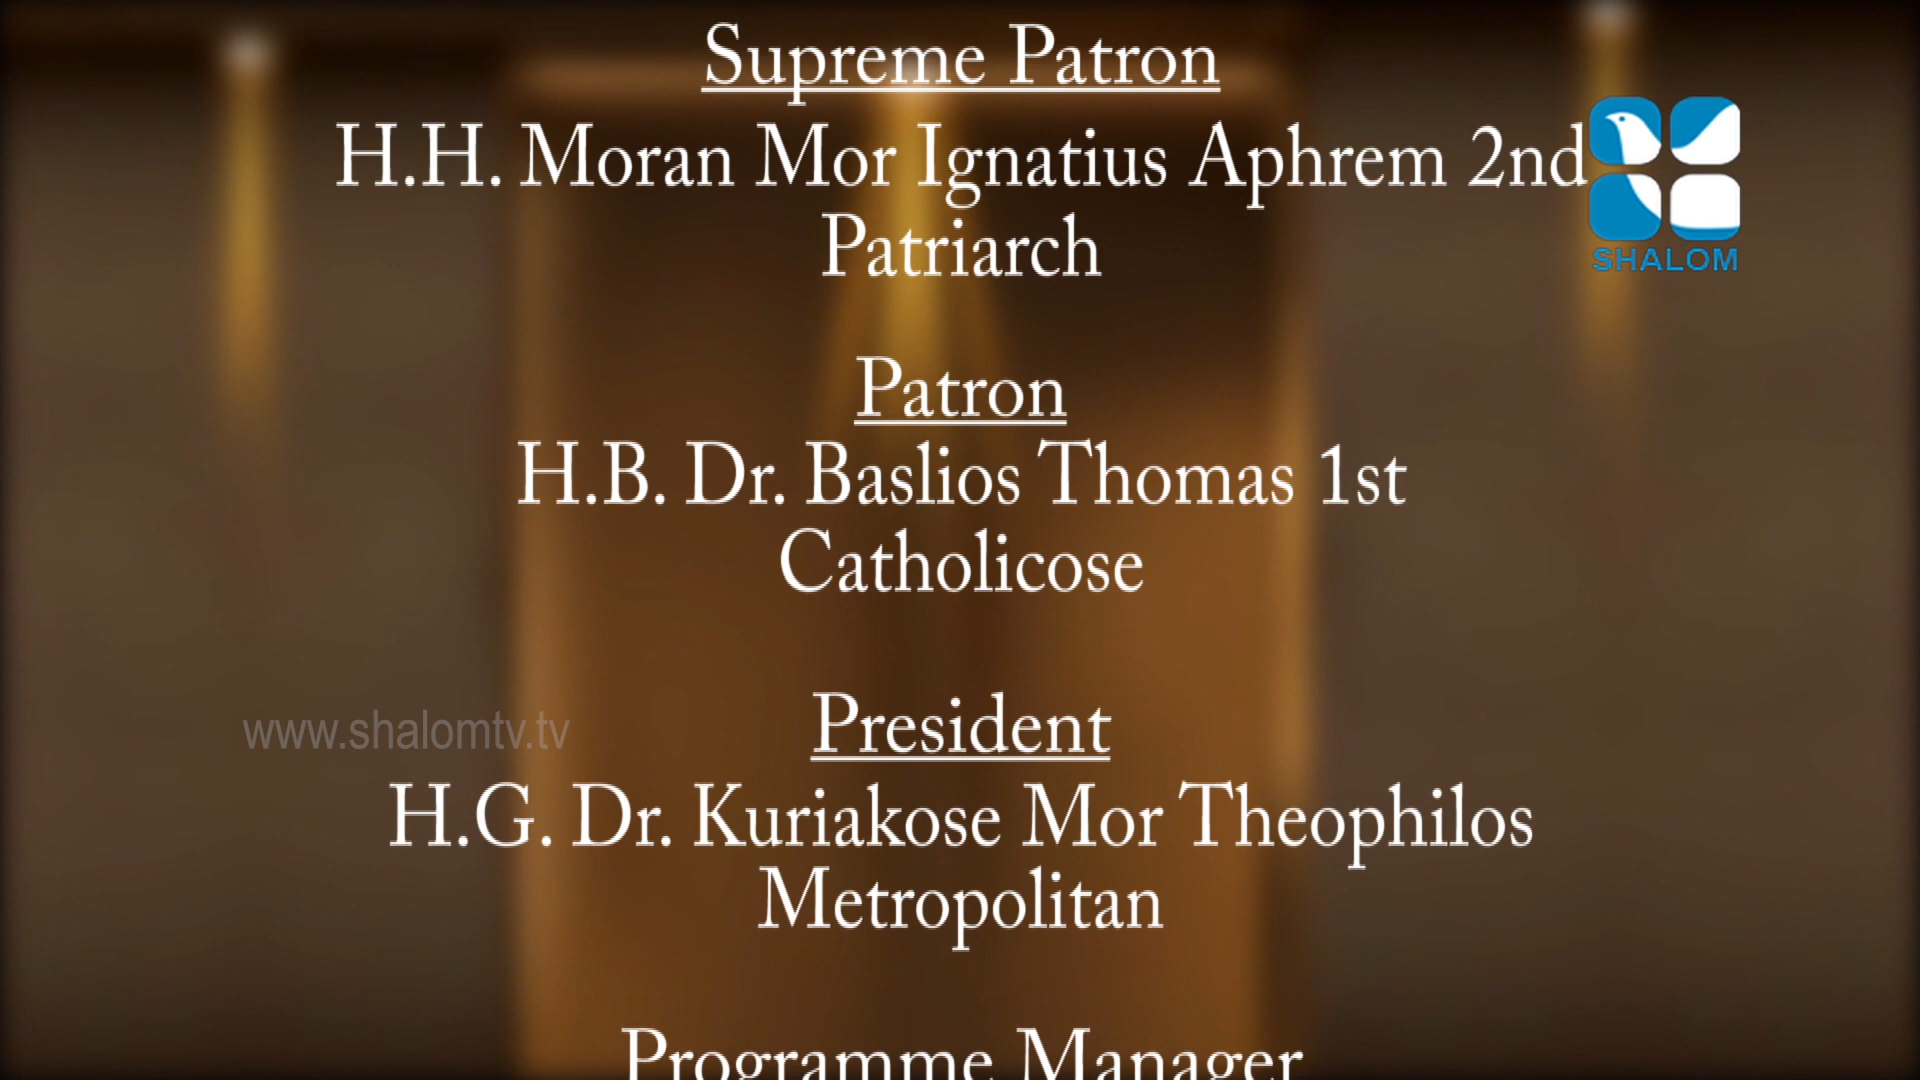 Supreme Patron
H.H. Moran Mor Ignatius Aphrem 2nd
Patriarch
SHALOM
Patron
H.B. Dr. Baslios Thomas 1st
Catholicose
President
www.shalomtv.tv
H.G. Dr. Kuriakose Mor Theophilos
Metropolitan
Programme Manager